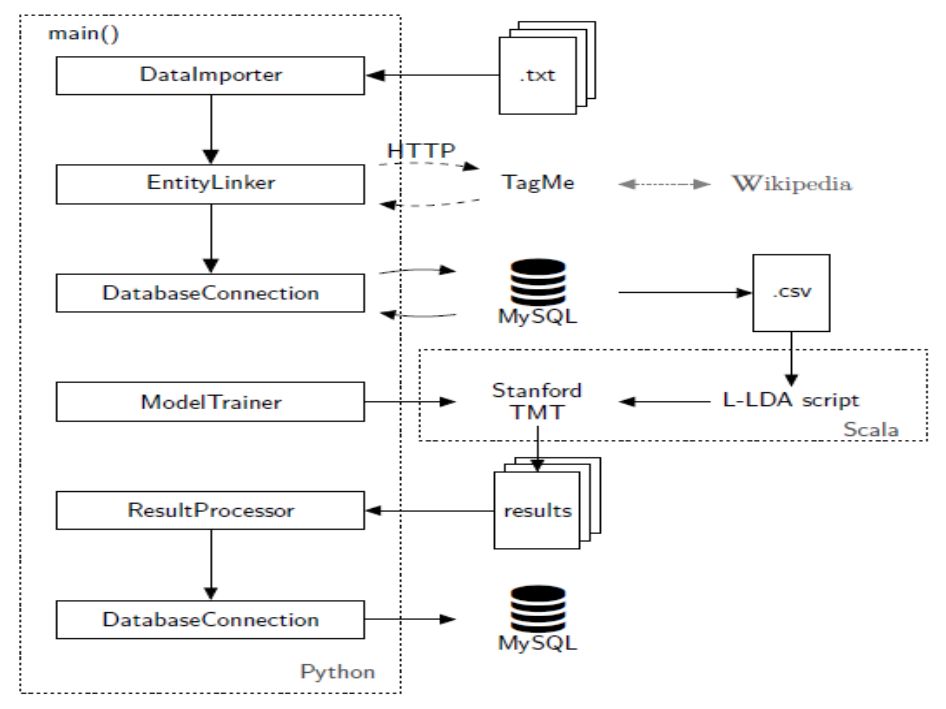 main()
DataImporter
.txt
HTTP
EntityLinker
TagMe
Wikipedia
DatabaseConnection
MySQL
.csv
ModelTrainer
Stanford
TMT
L-LDA script
Scala
ResultProcessor
results
DatabaseConnection
MySQL
Python